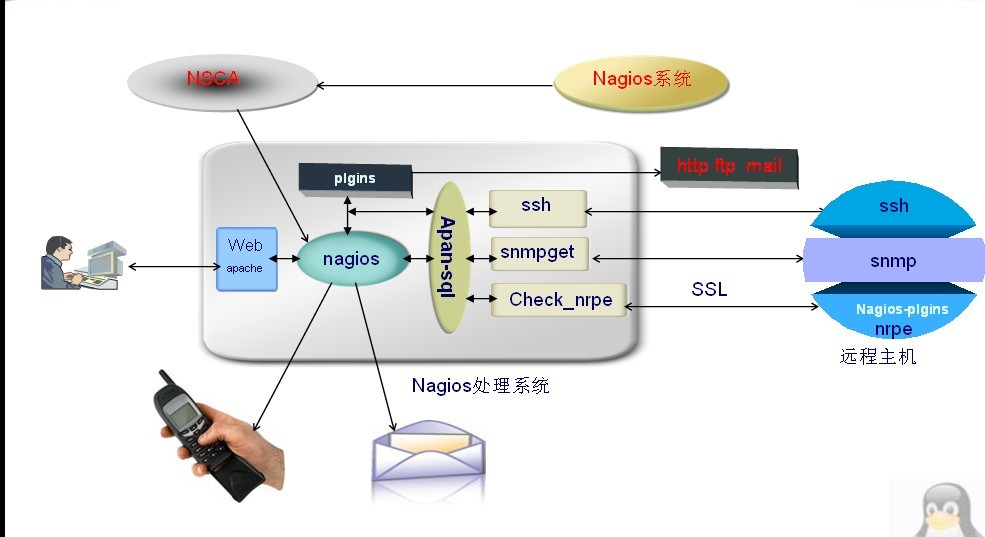 NSCA
Nagios系统
plgins
http ftp mail
ssh
ssh
Web
apache
nagios
Apan-sql
snmpget
snmp
Check_nrpe
SSL
Nagios-plgins
nrpe
远程主机
Nagios处理系统